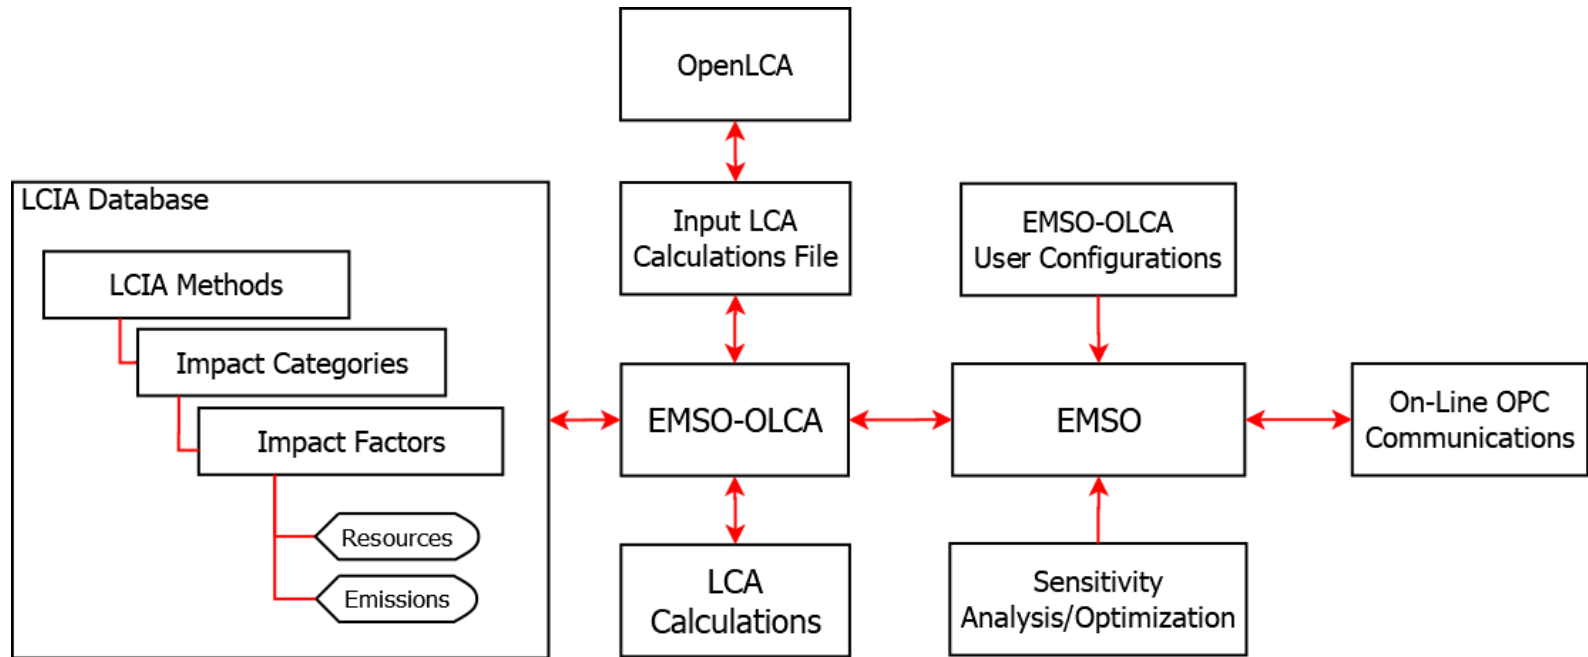 OpenLCA
LCIA Database
LCIA Methods
Impact Categories
Impact Factors
Resources
Emissions
Input LCA
Calculations File
EMSO-OLCA
User Configurations
EMSO-OLCA
EMSO
On-Line OPC
Communications
LCA
Calculations
Sensitivity
Analysis/Optimization